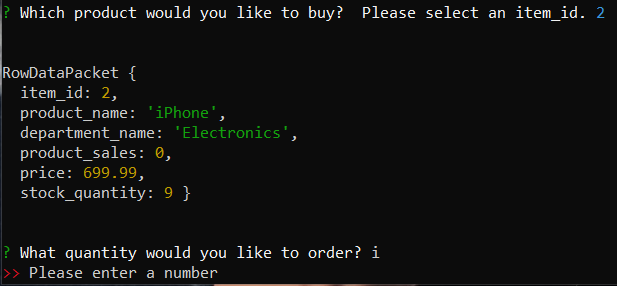 ? Which product would you like to buy?  Please select an item_id. 2
RowDataPacket {
  item_id: 2,
  product_name: 'iPhone',
  department_name: 'Electronics',
  product_sales: 0,
  price: 699.99,
  stock_quantity: 9 }
? What quantity would you like to order? i
>> Please enter a number